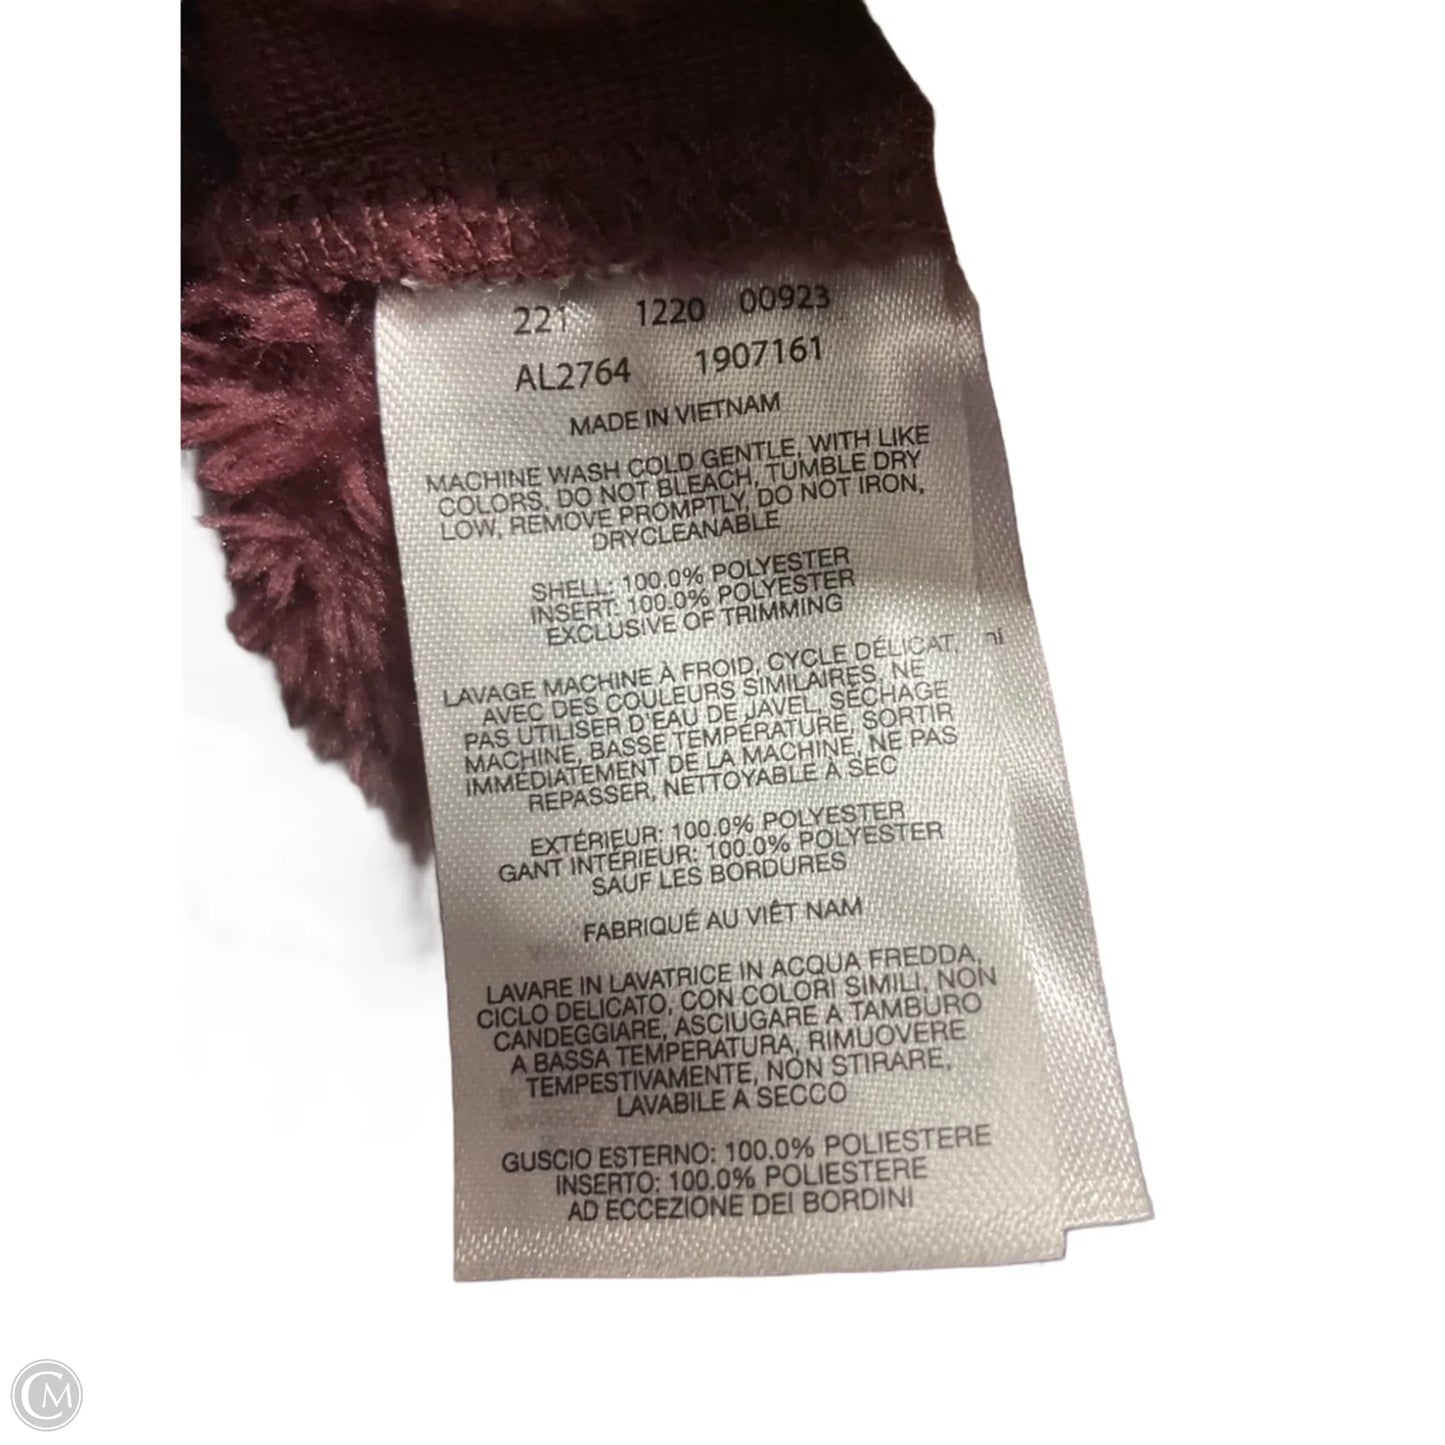 221 1220 00923
AL2764 1907161
MADE IN VIETNAM
MACHINE WASH COLD GENTLE, WITH LIKE
COLORS, DO NOT BLEACH, TUMBLE DRY
LOW, REMOVE PROMPTLY, DO NOT IRON,
DRYCLEANABLE
SHELL: 100.0% POLYESTER
INSERT: 100.0% POLYESTER
EXCLUSIVE OF TRIMMING
LAVAGE MACHINE À FROID, CYCLE DÉLICAT,
AVEC DES COULEURS SIMILAIRES, NE
PAS UTILISER D'EAU DE JAVEL, SÉCHAGE
MACHINE, BASSE TEMPÉRATURE, SORTIR
IMMÉDIATEMENT DE LA MACHINE, NE PAS
REPASSER, NETTOYABLE À SEC
EXTÉRIEUR: 100.0% POLYESTER
GANT INTÉRIEUR: 100.0% POLYESTER
SAUF LES BORDURES
FABRIQUÉ AU VIÊT NAM
LAVARE IN LAVATRICE IN ACQUA FREDDA,
CICLO DELICATO, CON COLORI SIMILI, NON
CANDEGGIARE, ASCIUGARE A TAMBURO
A BASSA TEMPERATURA, RIMUOVERE
TEMPESTIVAMENTE, NON STIRARE,
LAVABILE A SECCO
GUSCIO ESTERNO: 100.0% POLIESTERE
INSERTO: 100.0% POLIESTERE
AD ECCEZIONE DEI BORDINI
CM